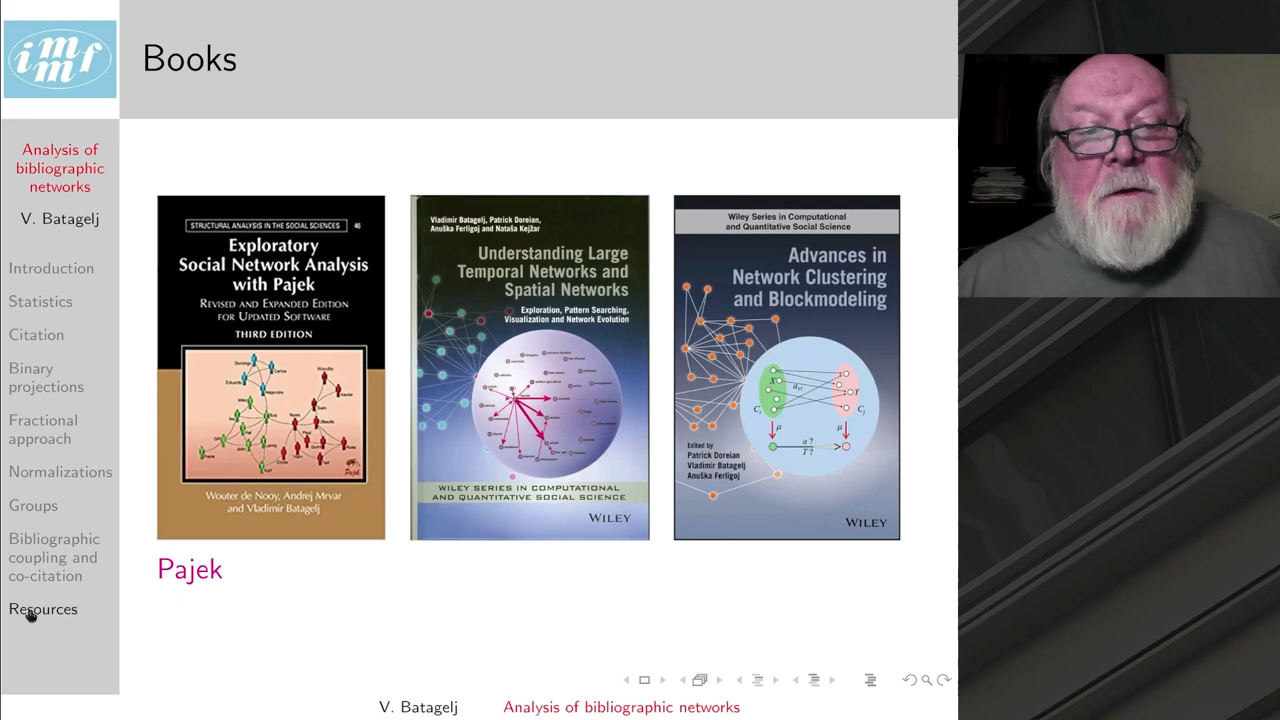 immf
Books
Analysis of
bibliographic
networks
V. Batagelj
Introduction
Statistics
Citation
Binary
projections
Fractional
approach
Normalizations
Groups
Bibliographic
coupling and
co-citation
Resources
STRUCTURAL ANALYSIS IN THE SOCIAL SCIENCES 46
Exploratory
Social Network Analysis
with Pajek
REVISED AND EXPANDED EDITION
FOR UPDATED SOFTWARE
THIRD EDITION
Wouter de Nooy, Andrej Mrvar
and Vladimir Batagelj
Vladimir Batagelj, Patrick Doreian,
Anuška Ferligoj and Nataša Kejžar
Understanding Large
Temporal Networks and
Spatial Networks
Exploration, Pattern Searching,
Visualization and Network Evolution
WILEY SERIES IN COMPUTATIONAL
AND QUANTITATIVE SOCIAL SCIENCE
WILEY
Wiley Series in Computational
and Quantitative Social Science
Advances in
Network Clustering
and Blockmodeling
Edited by
Patrick Doreian
Vladimir Batagelj
Anuška Ferligoj
WILEY
Pajek
V. Batagelj Analysis of bibliographic networks